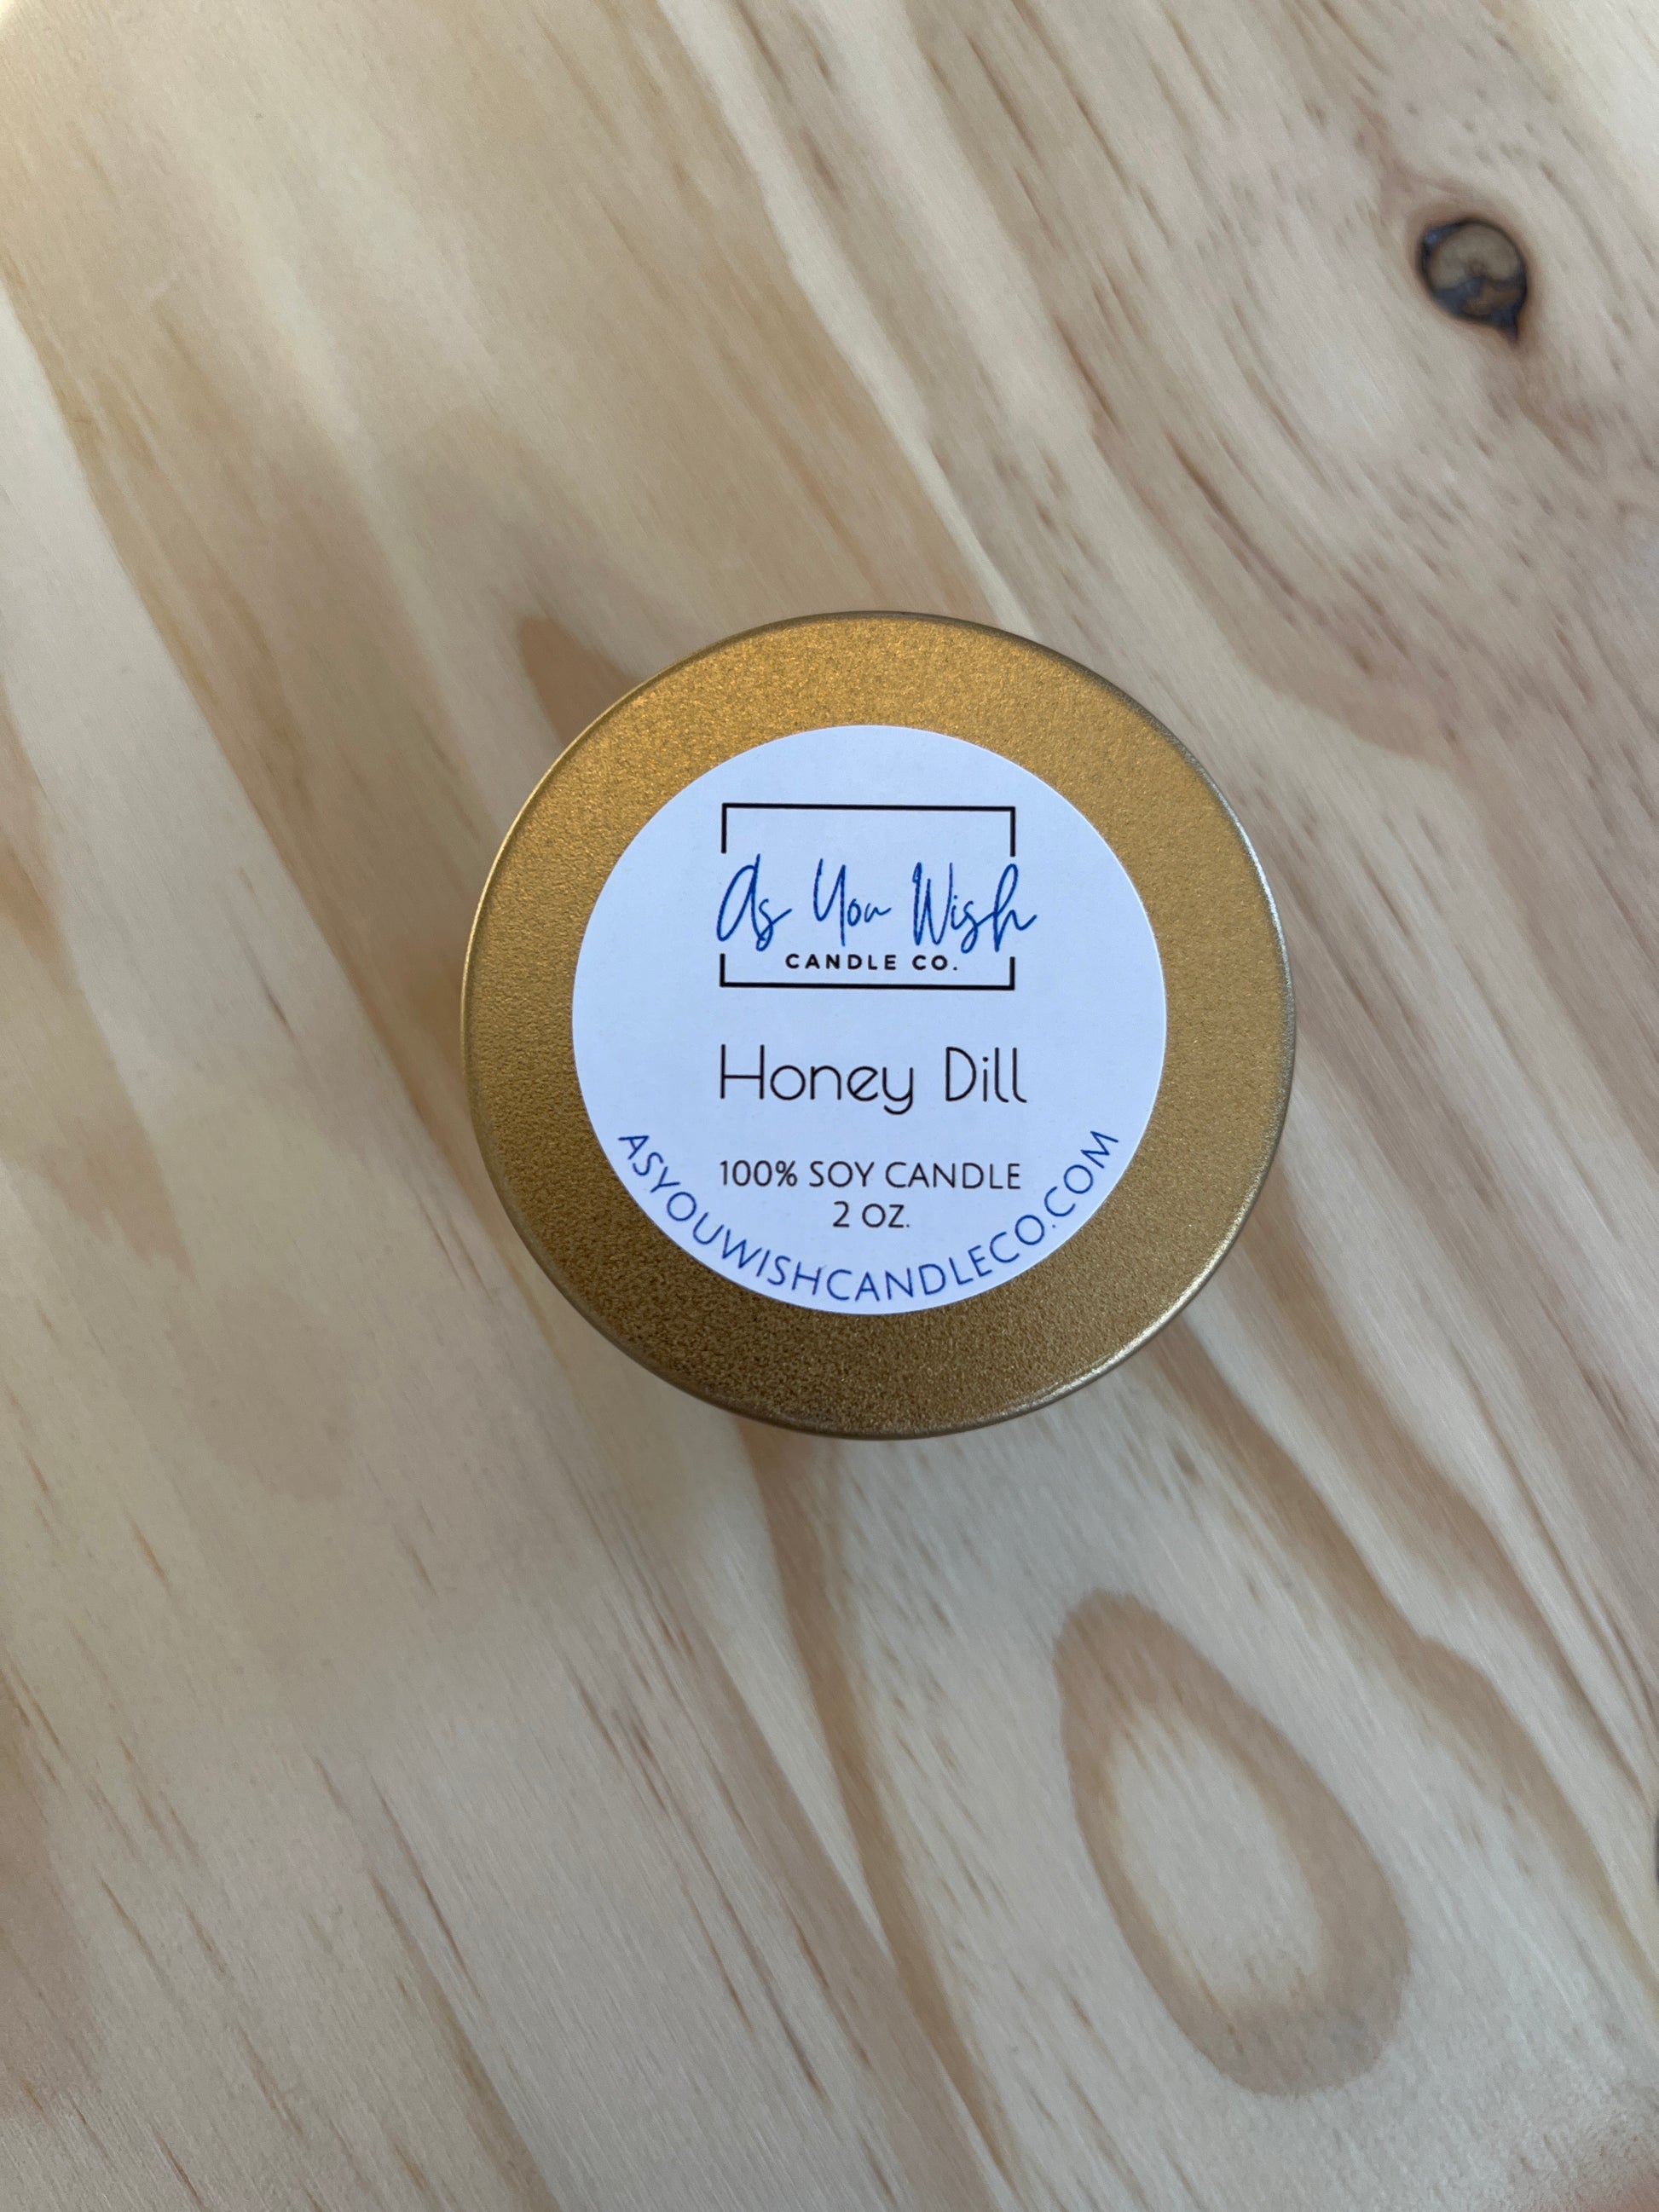 As You Wish
CANDLE CO.
Honey Dill
100% SOY CANDLE
2 OZ.
ASYOUWISHCANDLECO.COM